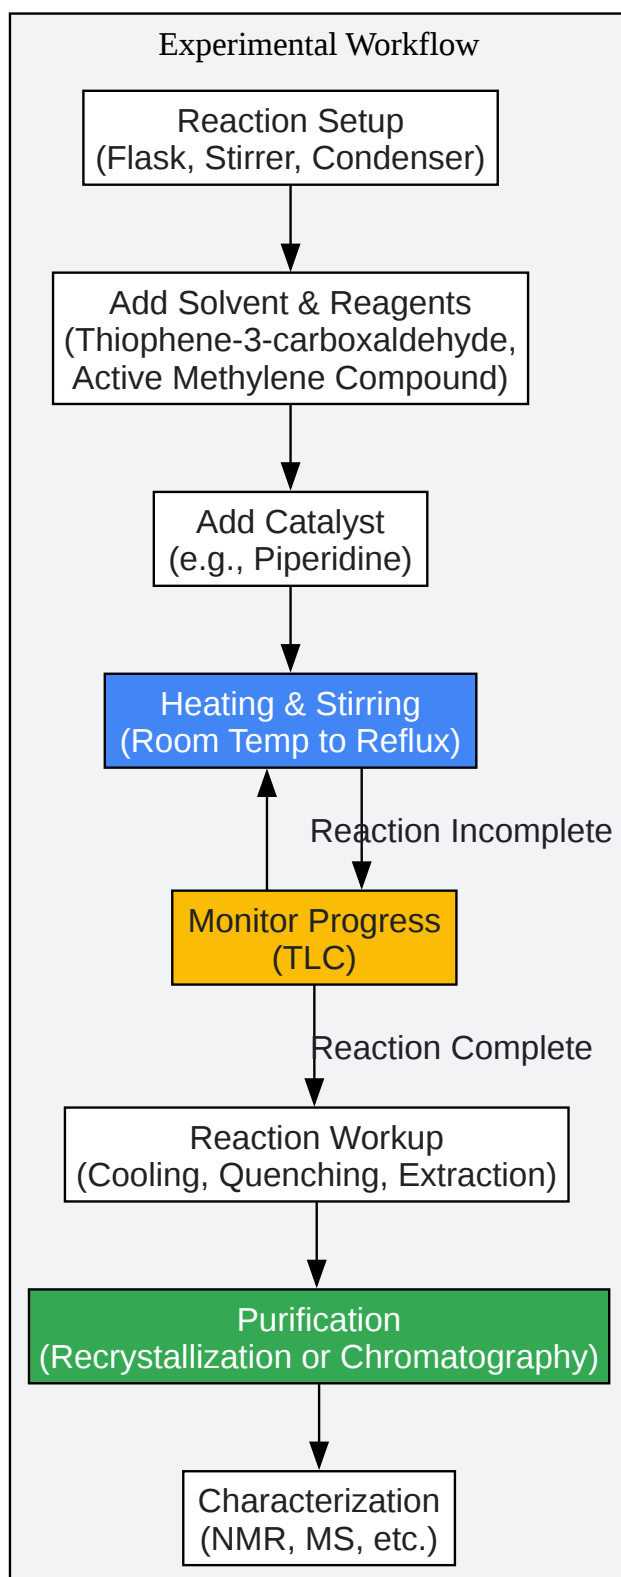 Experimental Workflow
Reaction Setup
(Flask, Stirrer, Condenser)
Add Solvent & Reagents
(Thiophene-3-carboxaldehyde,
Active Methylene Compound)
Add Catalyst
(e.g., Piperidine)
Heating & Stirring
(Room Temp to Reflux)
Reaction Incomplete
Monitor Progress
(TLC)
Reaction Complete
Reaction Workup
(Cooling, Quenching, Extraction)
Purification
(Recrystallization or Chromatography)
Characterization
(NMR, MS, etc.)